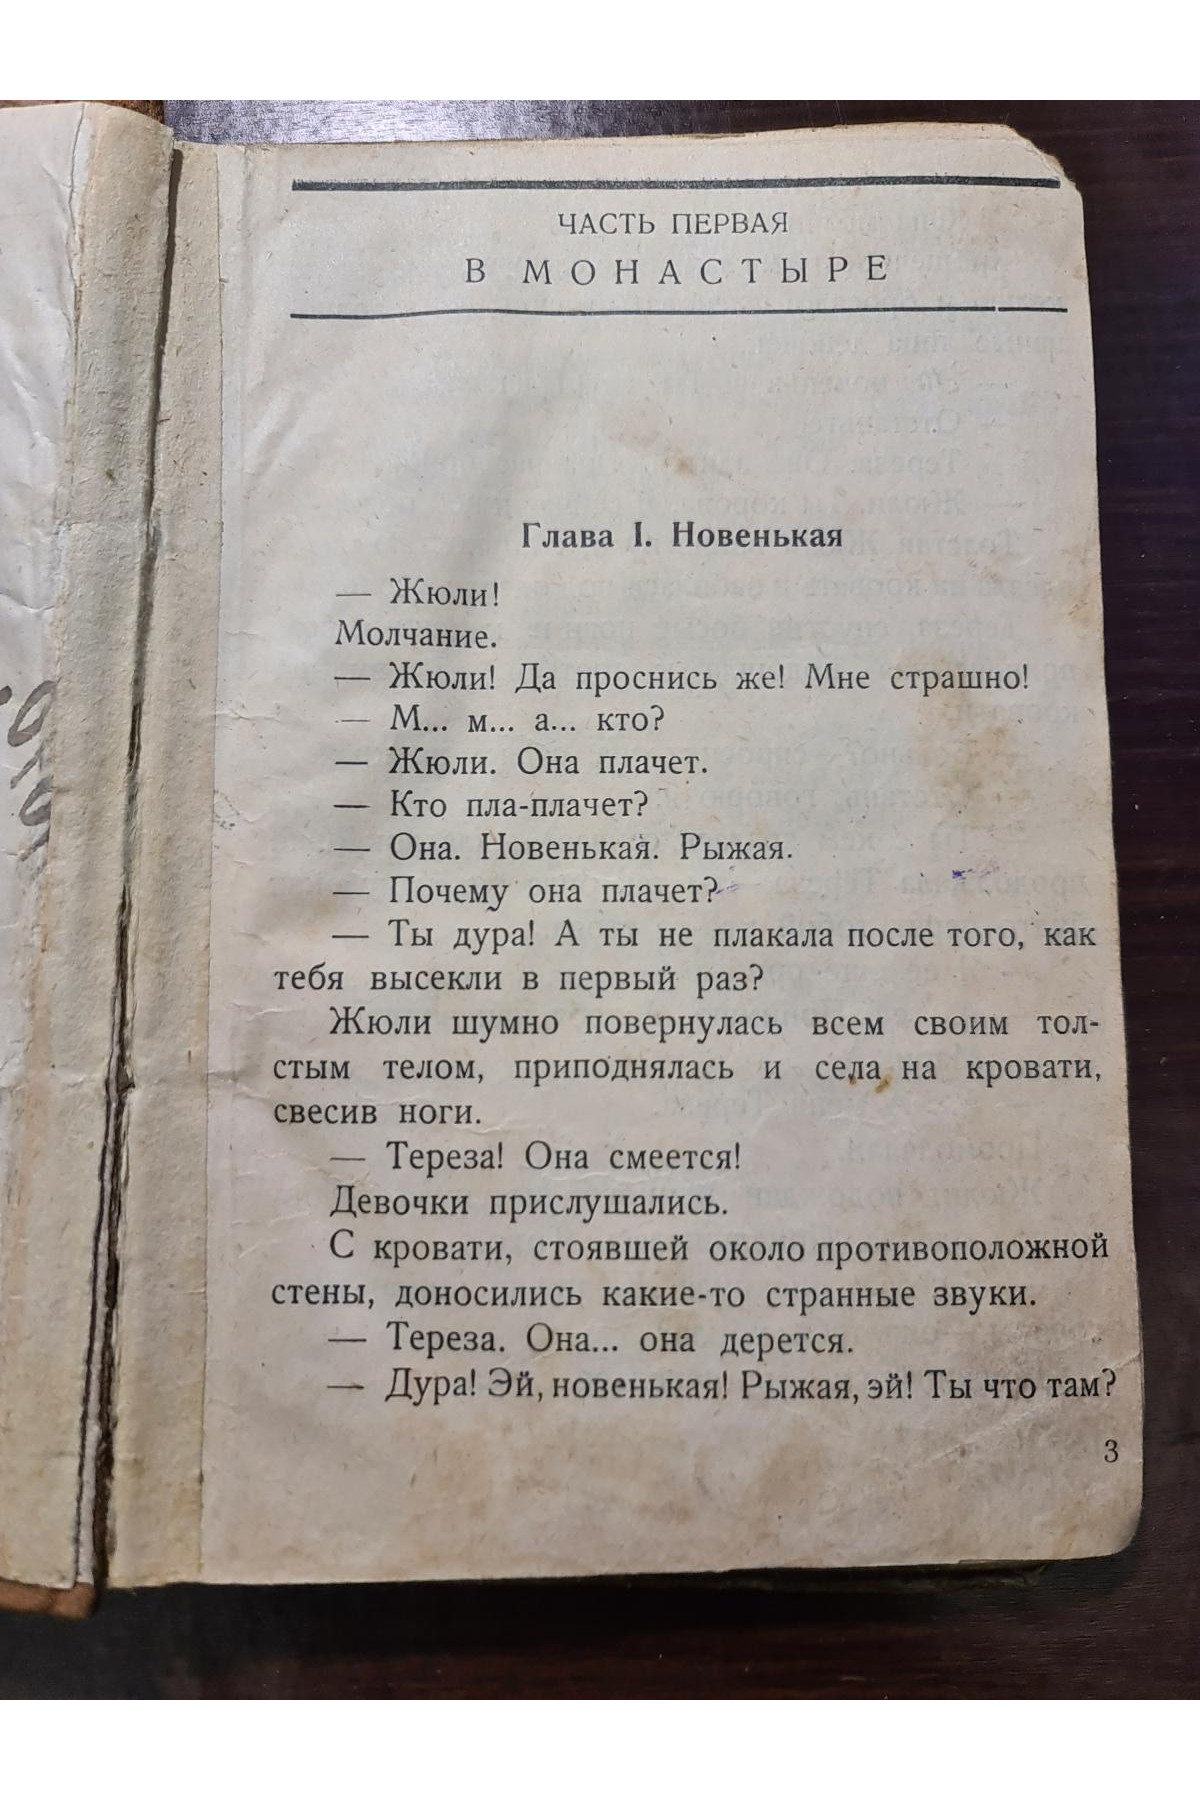 ЧАСТЬ ПЕРВАЯ
В МОНАСТЫРЕ
Глава I. Новенькая
— Жюли!
Молчание.
— Жюли! Да проснись же! Мне страшно!
— М... м... а... кто?
— Жюли. Она плачет.
— Кто пла-плачет?
— Она. Новенькая. Рыжая.
— Почему она плачет?
— Ты дура! А ты не плакала после того, как
тебя высекли в первый раз?
Жюли шумно повернулась всем своим тол-
стым телом, приподнялась и села на кровати,
свесив ноги.
— Тереза! Она смеется!
Девочки прислушались.
С кровати, стоявшей около противоположной
стены, доносились какие-то странные звуки.
— Тереза. Она... она дерется.
— Дура! Эй, новенькая! Рыжая, эй! Ты что там?
3